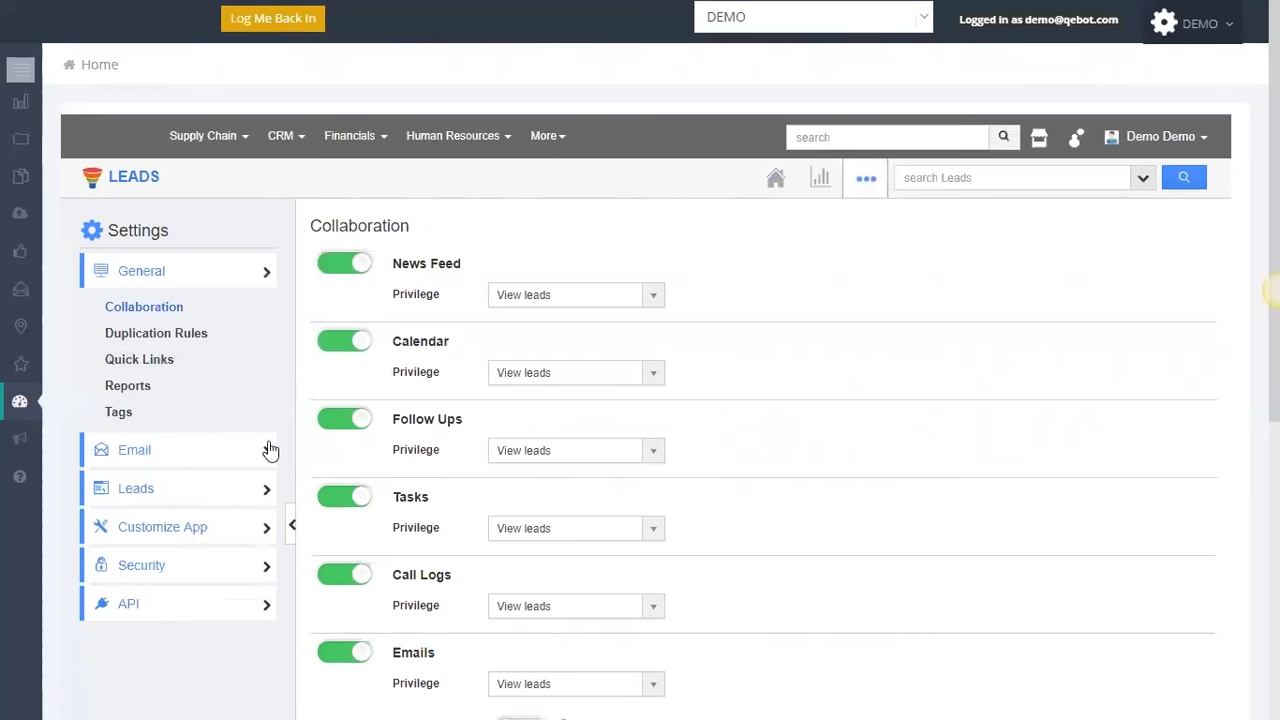 Log Me Back In
DEMO
Logged in as demo@qebot.com
DEMO
Home
Supply Chain
CRM
Financials
Human Resources
More
search
Demo Demo
LEADS
search Leads
Settings
General
Collaboration
Duplication Rules
Quick Links
Reports
Tags
Email
Leads
Customize App
Security
API
Collaboration
News Feed
Privilege
View leads
Calendar
Privilege
View leads
Follow Ups
Privilege
View leads
Tasks
Privilege
View leads
Call Logs
Privilege
View leads
Emails
Privilege
View leads